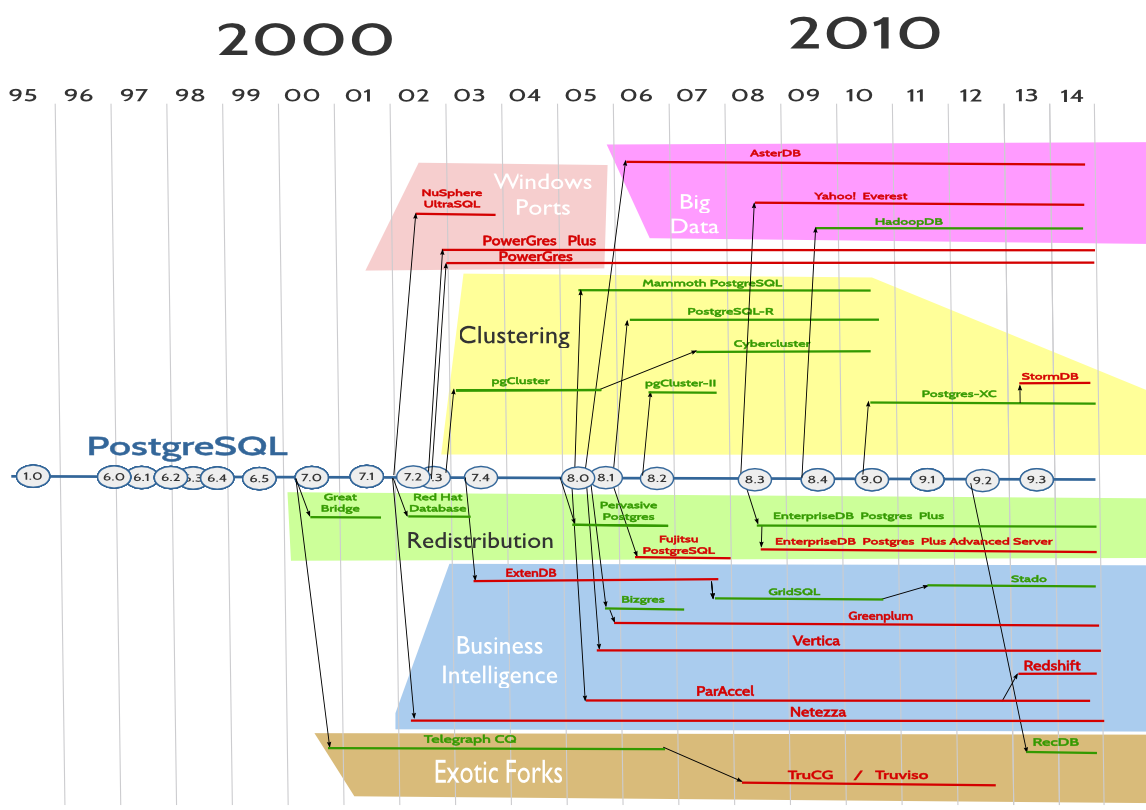 2000 2010
95 96 97 98 99 00 01 02 03 04 05 06 07 08 09 10 11 12 13 14
AsterDB
Windows
Ports
NuSphere
UltraSQL
Big
Data
Yahoo! Everest
HadoopDB
PowerGres Plus
PowerGres
Mammoth PostgreSQL
PostgreSQL-R
Clustering
Cybercluster
pgCluster
pgCluster-II
StormDB
Postgres-XC
PostgreSQL
1.0 6.0 6.1 6.2 6.3 6.4 6.5 7.0 7.1 7.2 .3 7.4 8.0 8.1 8.2 8.3 8.4 9.0 9.1 9.2 9.3
Great
Bridge
Red Hat
Database
Pervasive
Postgres
EnterpriseDB Postgres Plus
Redistribution
Fujitsu
PostgreSQL
EnterpriseDB Postgres Plus Advanced Server
ExtenDB
GridSQL
Stado
Bizgres
Greenplum
Business
Intelligence
Vertica
Redshift
ParAccel
Netezza
Telegraph CQ
RecDB
Exotic Forks
TruCG / Truviso